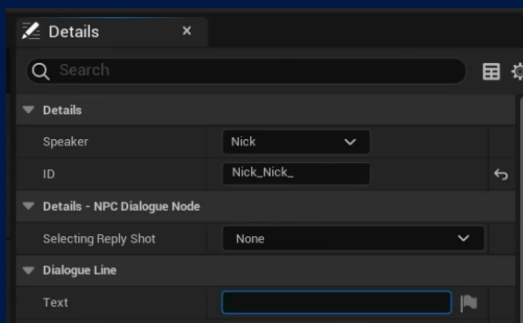 Details ×
Search
Details
Speaker Nick
ID Nick_Nick_
Details - NPC Dialogue Node
Selecting Reply Shot None
Dialogue Line
Text